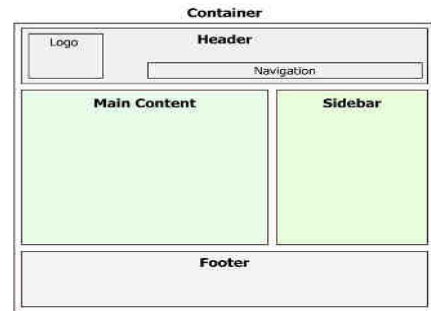 Container
Logo
Header
Navigation
Main Content
Sidebar
Footer